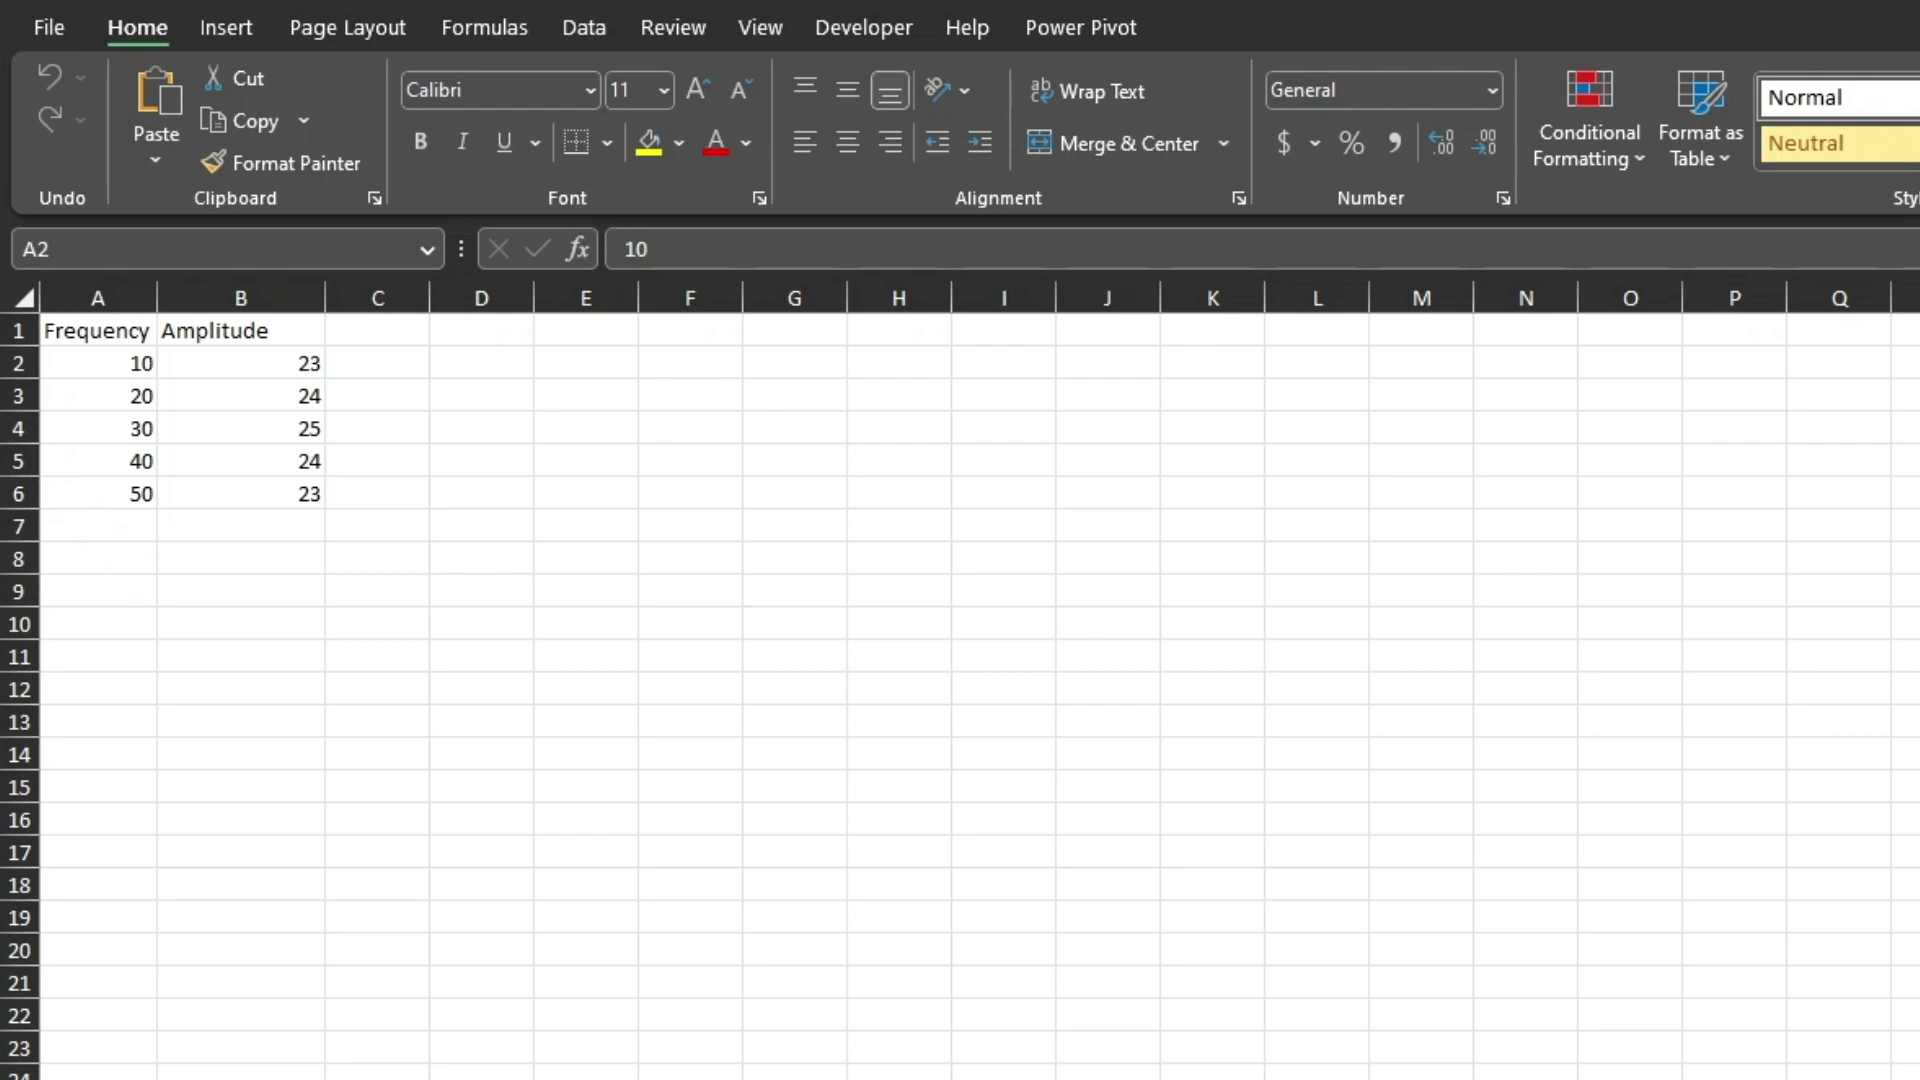 File Home Insert Page Layout Formulas Data Review View Developer Help Power Pivot
Paste
Cut
Copy
Format Painter
Calibri 11
B I U
Wrap Text
Merge & Center
General
$ % ,
Conditional Formatting
Format as Table
Normal
Neutral
Undo Clipboard Font Alignment Number
A2 fx 10
A B C D E F G H I J K L M N O P Q
1 Frequency Amplitude
2 10 23
3 20 24
4 30 25
5 40 24
6 50 23
7
8
9
10
11
12
13
14
15
16
17
18
19
20
21
22
23